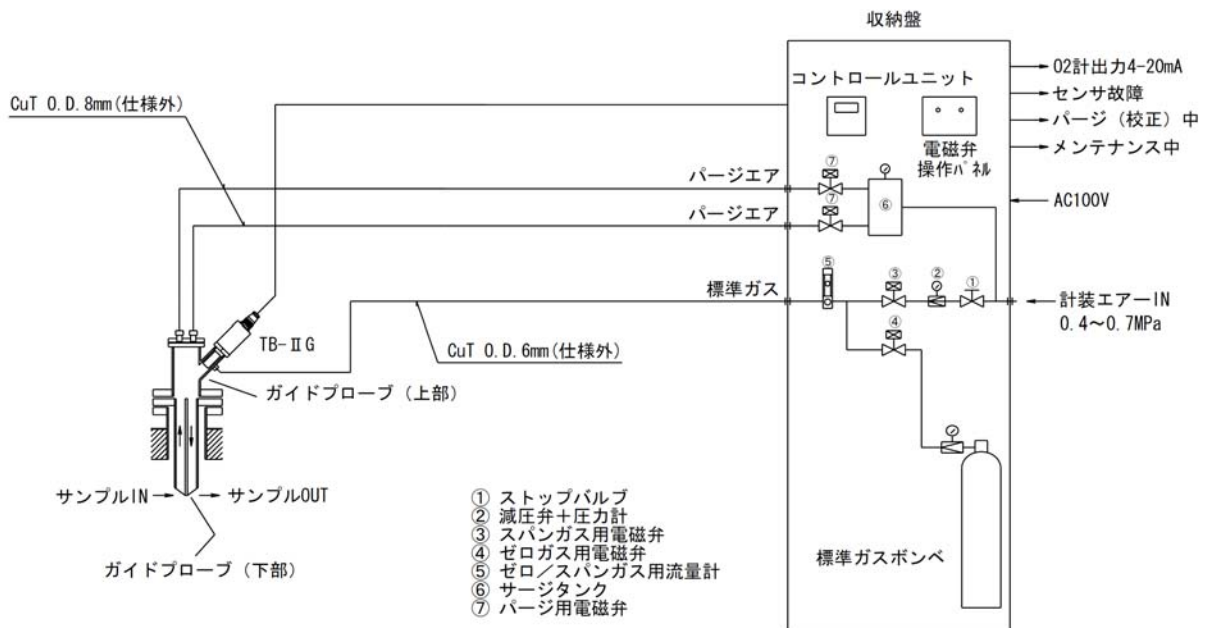 収納盤
コントロールユニット
電磁弁
操作パネル
O2計出力4-20mA
センサ故障
パージ（校正）中
メンテナンス中
AC100V
計装エアーIN
0.4～0.7MPa
CuT O.D.8mm(仕様外)
パージエア
パージエア
標準ガス
⑦
⑦
⑥
⑤
③
②
①
④
TB-ⅡG
CuT O.D.6mm(仕様外)
ガイドプローブ（上部）
サンプルIN
サンプルOUT
ガイドプローブ（下部）
① ストップバルブ
② 減圧弁＋圧力計
③ スパンガス用電磁弁
④ ゼロガス用電磁弁
⑤ ゼロ／スパンガス用流量計
⑥ サージタンク
⑦ パージ用電磁弁
標準ガスボンベ